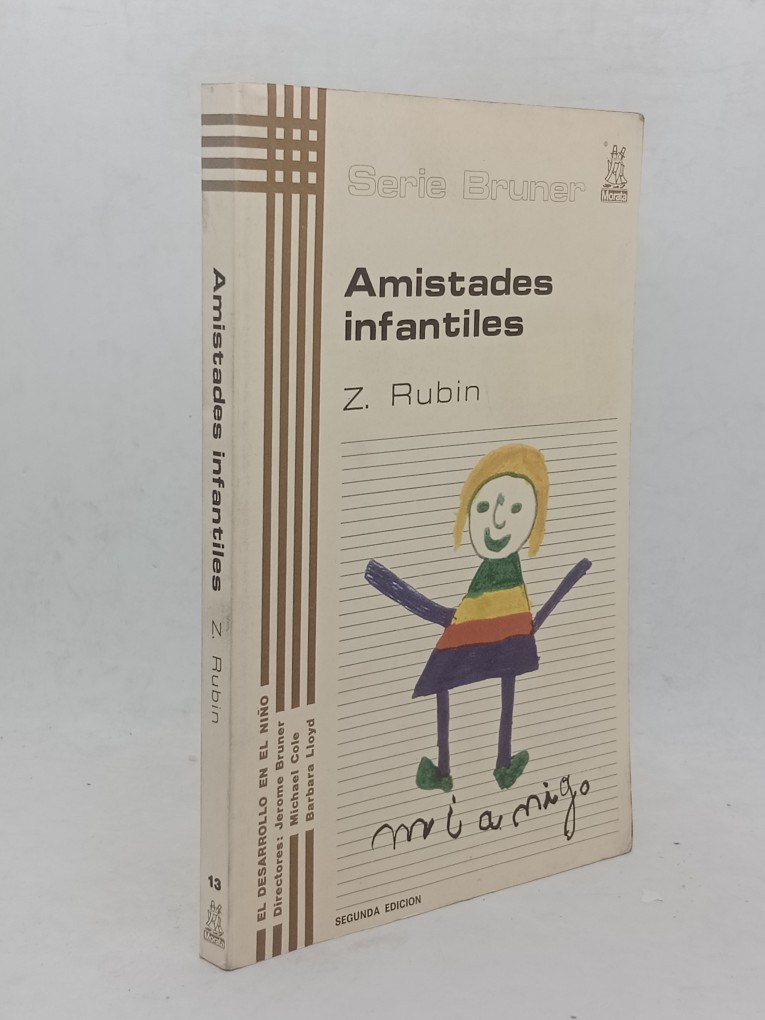 Serie Bruner
Morata
Amistades
infantiles
Z. Rubin
mi amigo
SEGUNDA EDICION
EL DESARROLLO EN EL NIÑO
Directores: Jerome Bruner
Michael Cole
Barbara Lloyd
Amistades infantiles Z. Rubin
13
Morata